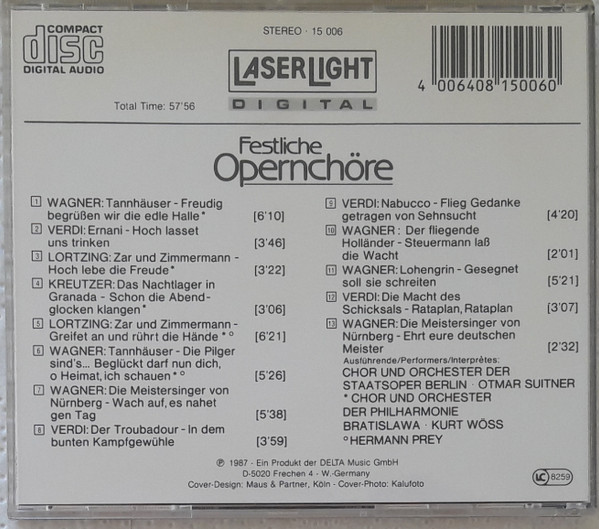 COMPACT
disc
DIGITAL AUDIO
STEREO · 15 006
LASERLIGHT
DIGITAL
4 006408 150060
Total Time: 57'56
Festliche
Opernchöre
1 WAGNER: Tannhäuser - Freudig
begrüßen wir die edle Halle* [6'10]
2 VERDI: Ernani - Hoch lasset
uns trinken [3'46]
3 LORTZING: Zar und Zimmermann -
Hoch lebe die Freude* [3'22]
4 KREUTZER: Das Nachtlager in
Granada - Schon die Abend-
glocken klangen* [3'06]
5 LORTZING: Zar und Zimmermann -
Greifet an und rührt die Hände*° [6'21]
6 WAGNER: Tannhäuser - Die Pilger
sind's... Beglückt darf nun dich,
o Heimat, ich schauen*° [5'26]
7 WAGNER: Die Meistersinger von
Nürnberg - Wach auf, es nahet
gen Tag [5'38]
8 VERDI: Der Troubadour - In dem
bunten Kampfgewühle [3'59]
9 VERDI: Nabucco - Flieg Gedanke
getragen von Sehnsucht [4'20]
10 WAGNER: Der fliegende
Holländer - Steuermann laß
die Wacht [2'01]
11 WAGNER: Lohengrin - Gesegnet
soll sie schreiten [5'21]
12 VERDI: Die Macht des
Schicksals - Rataplan, Rataplan [3'07]
13 WAGNER: Die Meistersinger von
Nürnberg - Ehrt eure deutschen
Meister [2'32]
Ausführende/Performers/Interprètes:
CHOR UND ORCHESTER DER
STAATSOPER BERLIN · OTMAR SUITNER
* CHOR UND ORCHESTER
DER PHILHARMONIE
BRATISLAWA · KURT WÖSS
° HERMANN PREY
℗ 1987 - Ein Produkt der DELTA Music GmbH
D-5020 Frechen 4 - W.-Germany
Cover-Design: Maus & Partner, Köln - Cover-Photo: Kalufoto
LC 8259